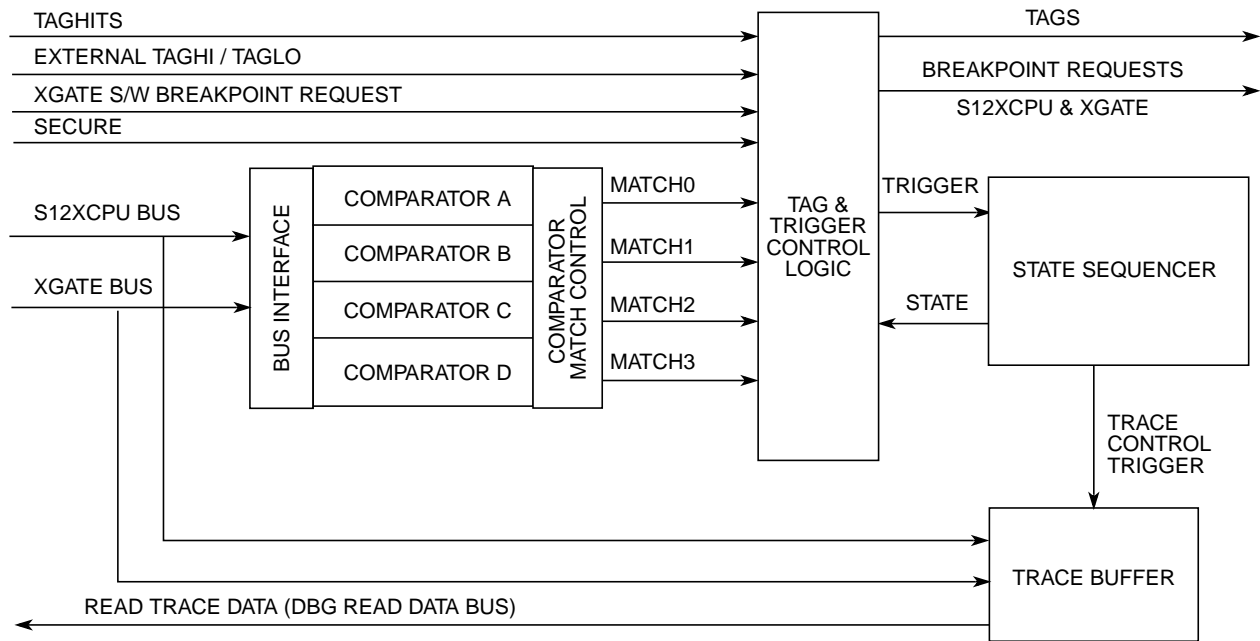 TAGHITS
TAGS
EXTERNAL TAGHI / TAGLO
BREAKPOINT REQUESTS
XGATE S/W BREAKPOINT REQUEST
S12XCPU & XGATE
SECURE
S12XCPU BUS
XGATE BUS
BUS INTERFACE
COMPARATOR A
COMPARATOR B
COMPARATOR C
COMPARATOR D
COMPARATOR
MATCH CONTROL
MATCH0
MATCH1
MATCH2
MATCH3
TAG &
TRIGGER
CONTROL
LOGIC
TRIGGER
STATE
STATE SEQUENCER
TRACE
CONTROL
TRIGGER
TRACE BUFFER
READ TRACE DATA (DBG READ DATA BUS)